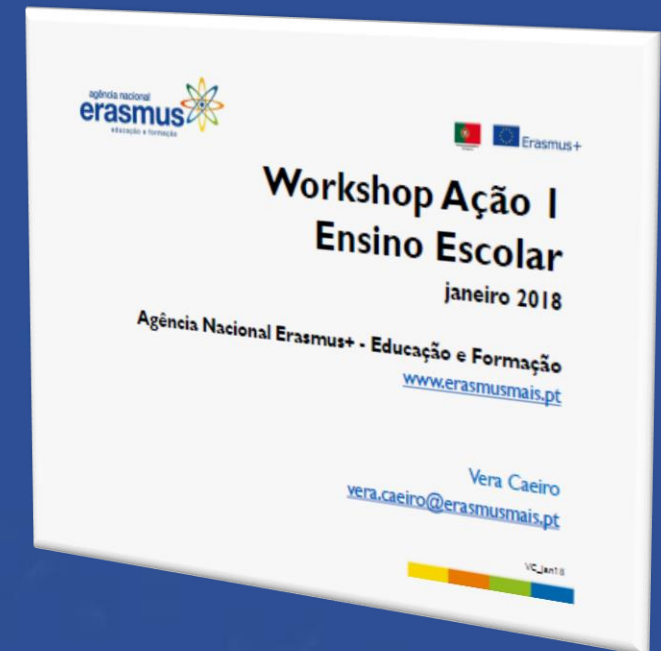 agência nacional
erasmus
educação e formação
Erasmus+
Workshop Ação 1
Ensino Escolar
janeiro 2018
Agência Nacional Erasmus+ - Educação e Formação
www.erasmusmais.pt
Vera Caeiro
vera.caeiro@erasmusmais.pt
VC_jan18